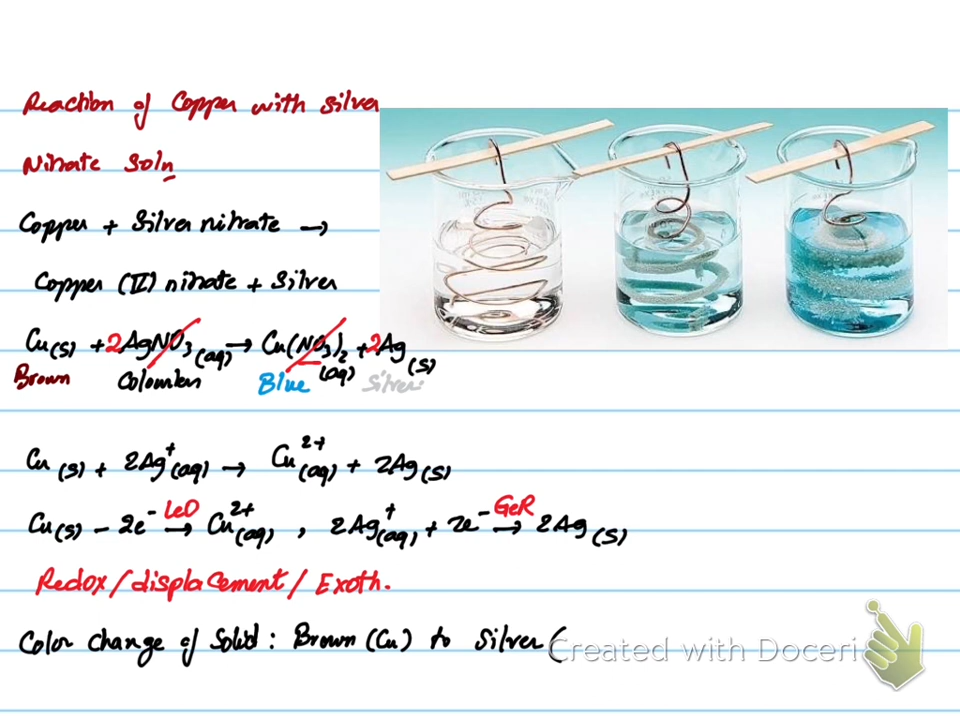 Reaction of Copper with Silver
Nitrate Soln
Copper + Silver nitrate →
Copper (II) nitrate + Silver
Cu(s) + 2AgNO3(aq) → Cu(NO3)2(aq) + 2Ag(s)
Brown Colorless Blue Silver
Cu(s) + 2Ag+(aq) → Cu2+(aq) + 2Ag(s)
Cu(s) – 2e- LeO→ Cu2+(aq) , 2Ag+(aq) + 2e- GeR→ 2Ag(s)
Redox/displacement/Exoth.
Color change of Solid : Brown (Cu) to Silver (
Created with Doceri